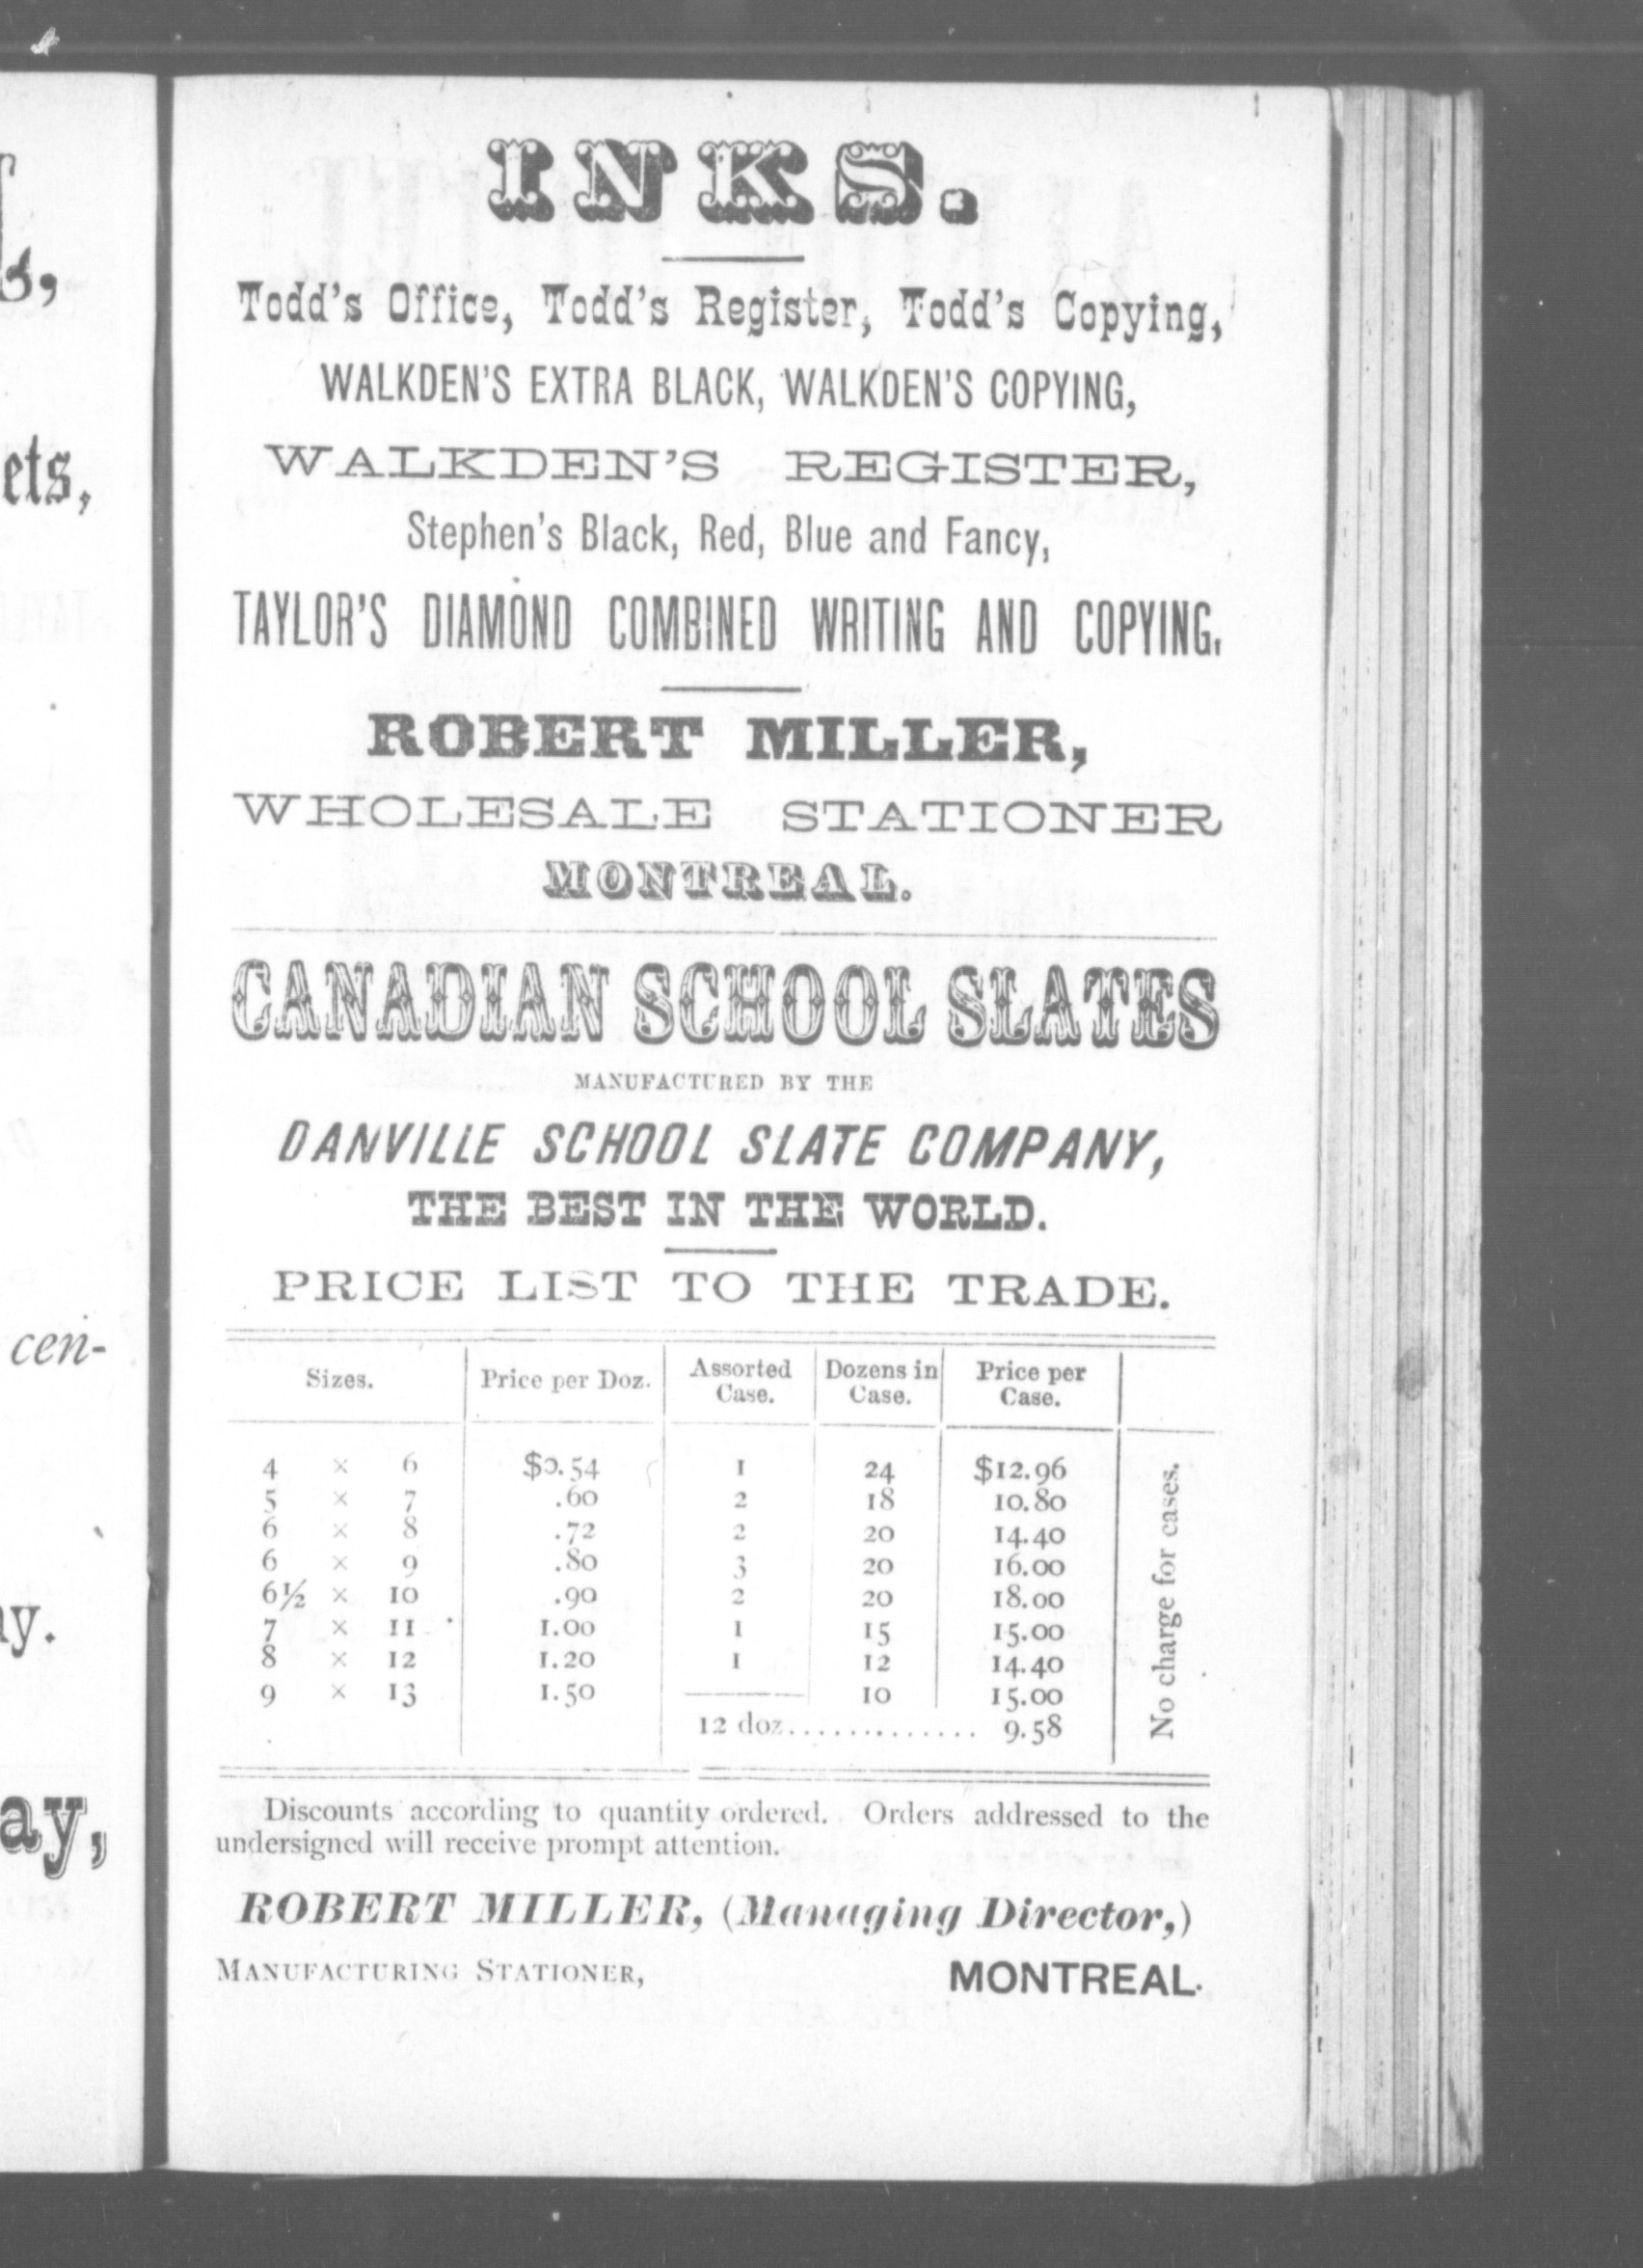 INKS.
Todd's Office, Todd's Register, Todd's Copying,
WALKDEN'S EXTRA BLACK, WALKDEN'S COPYING,
WALKDEN'S REGISTER,
Stephen's Black, Red, Blue and Fancy,
TAYLOR'S DIAMOND COMBINED WRITING AND COPYING.
ROBERT MILLER,
WHOLESALE STATIONER
MONTREAL.
CANADIAN SCHOOL SLATES
MANUFACTURED BY THE
DANVILLE SCHOOL SLATE COMPANY,
THE BEST IN THE WORLD.
PRICE LIST TO THE TRADE.
Sizes. Price per Doz. Assorted Case. Dozens in Case. Price per Case.
4 × 6 $0.54 1 24 $12.96
5 × 7 .60 2 18 10.80
6 × 8 .72 2 20 14.40
6 × 9 .80 3 20 16.00
6½ × 10 .90 2 20 18.00
7 × 11 1.00 1 15 15.00
8 × 12 1.20 1 12 14.40
9 × 13 1.50 10 15.00
12 doz............. 9.58
No charge for cases.
Discounts according to quantity ordered. Orders addressed to the
undersigned will receive prompt attention.
ROBERT MILLER, (Managing Director,)
MANUFACTURING STATIONER, MONTREAL.
ets,
cen-
ay,